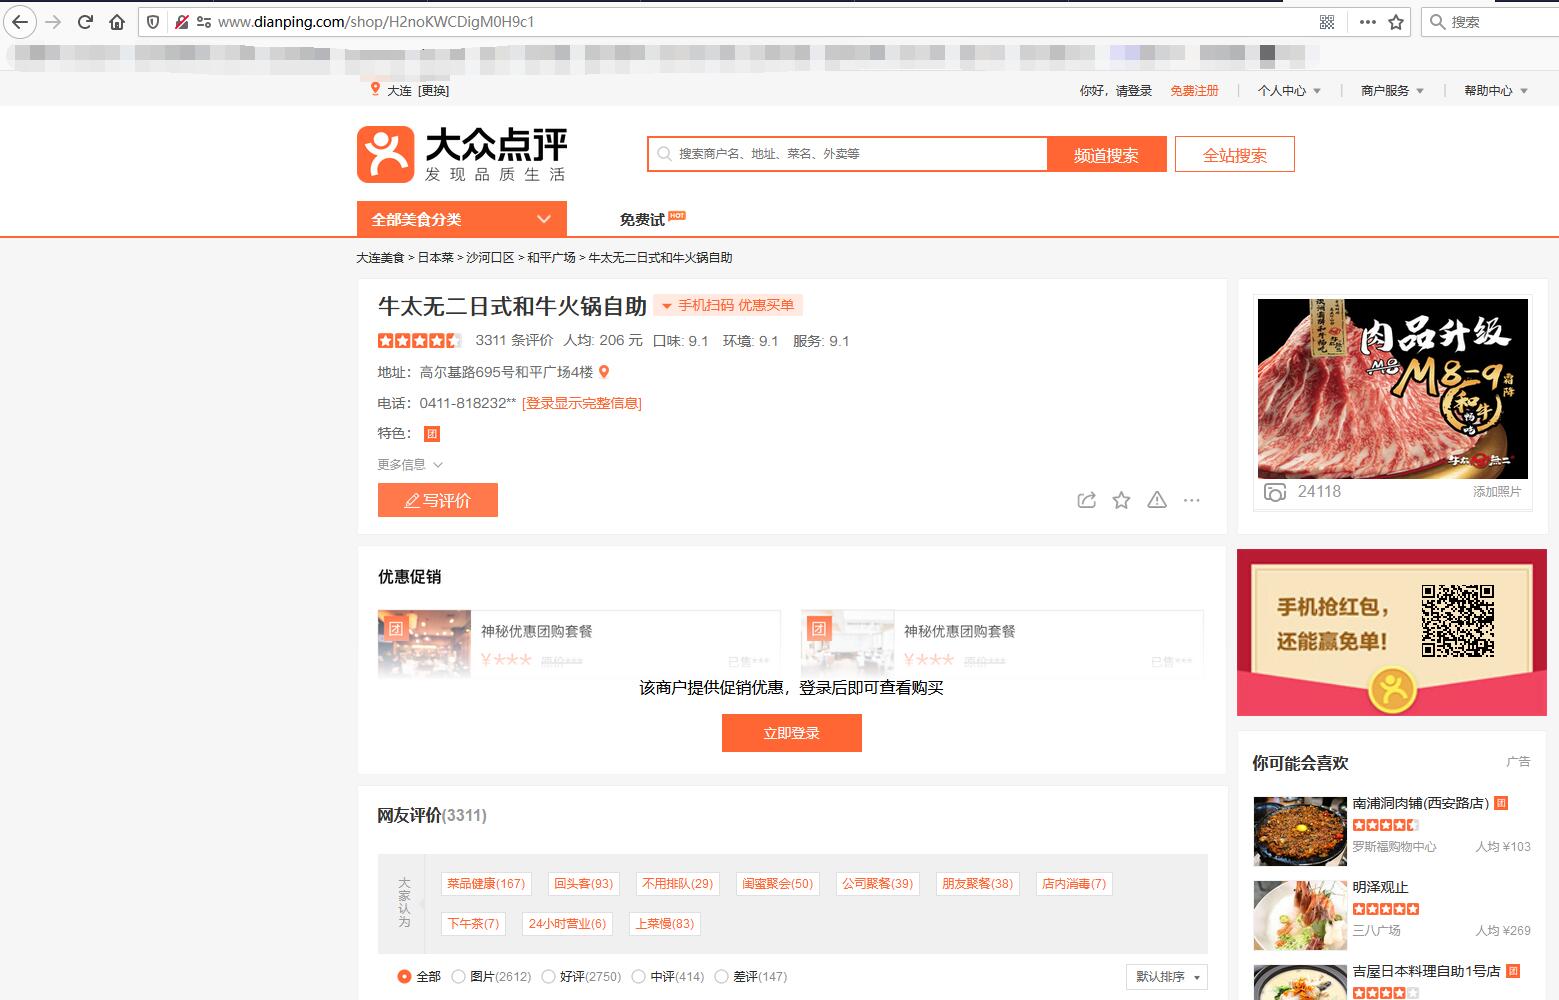 www.dianping.com/shop/H2noKWCDigM0H9c1
搜索
大连 [更换]
你好，请登录 免费注册 个人中心 商户服务 帮助中心
大众点评
发现品质生活
搜索商户名、地址、菜名、外卖等
频道搜索
全站搜索
全部美食分类
免费试 HOT
大连美食 > 日本菜 > 沙河口区 > 和平广场 > 牛太无二日式和牛火锅自助
牛太无二日式和牛火锅自助 手机扫码 优惠买单
3311 条评价 人均: 206 元 口味: 9.1 环境: 9.1 服务: 9.1
地址: 高尔基路695号和平广场4楼
电话: 0411-818232** [登录显示完整信息]
特色: 团
更多信息
写评价
肉品升级
M8 M8-9
霜降
和牛
畅吃
牛太無二
24118 添加照片
优惠促销
团 神秘优惠团购套餐
¥*** 原价*** 已售***
团 神秘优惠团购套餐
¥*** 原价*** 已售***
该商户提供促销优惠，登录后即可查看购买
立即登录
手机抢红包，
还能赢免单！
网友评价(3311)
大家认为
菜品健康(167) 回头客(93) 不用排队(29) 闺蜜聚会(50) 公司聚餐(39) 朋友聚餐(38) 店内消毒(7)
下午茶(7) 24小时营业(6) 上菜慢(83)
全部 图片(2612) 好评(2750) 中评(414) 差评(147)
默认排序
你可能会喜欢 广告
南浦洞肉铺(西安路店) 团
罗斯福购物中心 人均 ¥103
明泽观止
三八广场 人均 ¥269
吉屋日本料理自助1号店 团